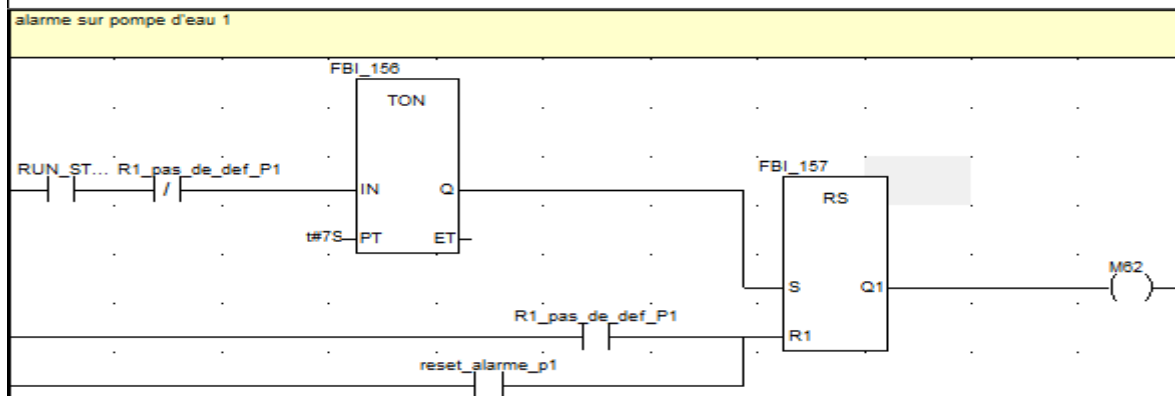 alarme sur pompe d'eau 1
FBI_156
TON
RUN_ST... R1_pas_de_def_P1
IN Q
t#7S PT ET
FBI_157
RS
S Q1
M62
R1_pas_de_def_P1
R1
reset_alarme_p1